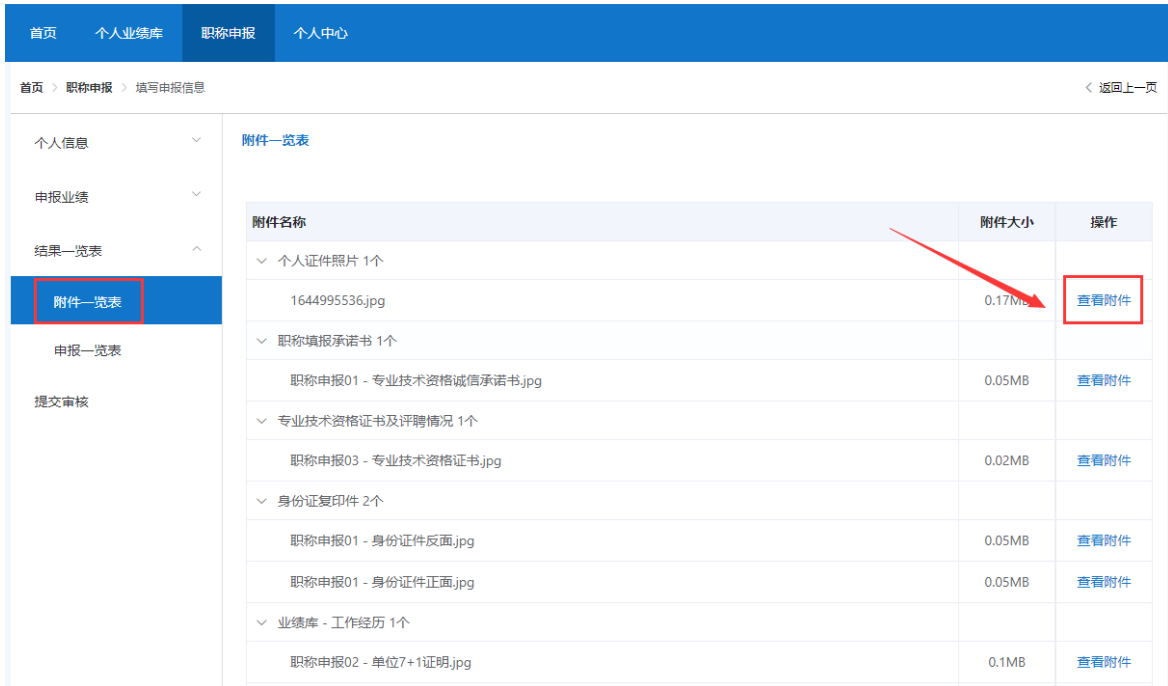 首页 个人业绩库 职称申报 个人中心
首页 > 职称申报 > 填写申报信息 < 返回上一页
个人信息
申报业绩
结果一览表
附件一览表
申报一览表
提交审核
附件一览表
附件名称 附件大小 操作
个人证件照片 1个
1644995536.jpg 0.17MB 查看附件
职称填报承诺书 1个
职称申报01 - 专业技术资格诚信承诺书.jpg 0.05MB 查看附件
专业技术资格证书及评聘情况 1个
职称申报03 - 专业技术资格证书.jpg 0.02MB 查看附件
身份证复印件 2个
职称申报01 - 身份证件反面.jpg 0.05MB 查看附件
职称申报01 - 身份证件正面.jpg 0.05MB 查看附件
业绩库 - 工作经历 1个
职称申报02 - 单位7+1证明.jpg 0.1MB 查看附件